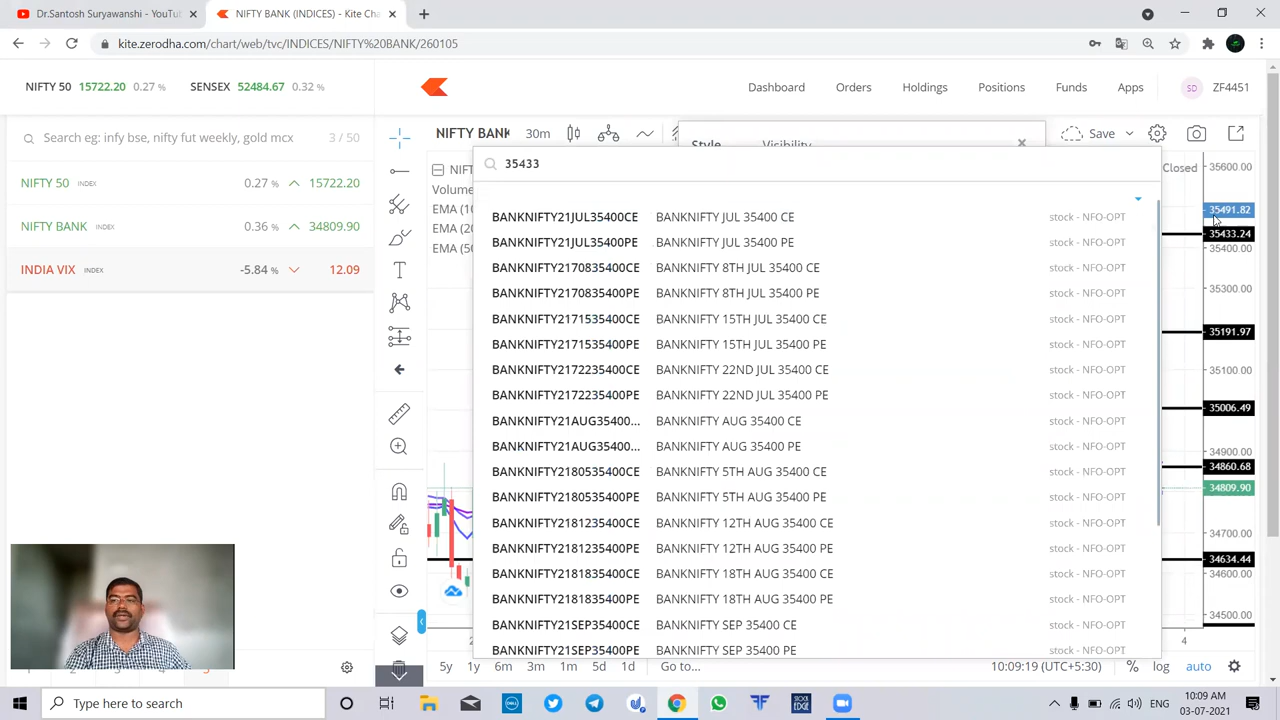 Dr.Santosh Suryawanshi - YouTub
NIFTY BANK (INDICES) - Kite Char
kite.zerodha.com/chart/web/tvc/INDICES/NIFTY%20BANK/260105
NIFTY 50 15722.20 0.27 % SENSEX 52484.67 0.32 %
Dashboard Orders Holdings Positions Funds Apps SD ZF4451
Search eg: infy bse, nifty fut weekly, gold mcx 3 / 50
NIFTY 50 INDEX 0.27 % 15722.20
NIFTY BANK INDEX 0.36 % 34809.90
INDIA VIX INDEX -5.84 % 12.09
NIFTY BANK 30m Style Visibility Save
35433
NIFT
Volume
EMA (10
EMA (20
EMA (50
BANKNIFTY21JUL35400CE BANKNIFTY JUL 35400 CE stock - NFO-OPT
BANKNIFTY21JUL35400PE BANKNIFTY JUL 35400 PE stock - NFO-OPT
BANKNIFTY2170835400CE BANKNIFTY 8TH JUL 35400 CE stock - NFO-OPT
BANKNIFTY2170835400PE BANKNIFTY 8TH JUL 35400 PE stock - NFO-OPT
BANKNIFTY2171535400CE BANKNIFTY 15TH JUL 35400 CE stock - NFO-OPT
BANKNIFTY2171535400PE BANKNIFTY 15TH JUL 35400 PE stock - NFO-OPT
BANKNIFTY2172235400CE BANKNIFTY 22ND JUL 35400 CE stock - NFO-OPT
BANKNIFTY2172235400PE BANKNIFTY 22ND JUL 35400 PE stock - NFO-OPT
BANKNIFTY21AUG35400... BANKNIFTY AUG 35400 CE stock - NFO-OPT
BANKNIFTY21AUG35400... BANKNIFTY AUG 35400 PE stock - NFO-OPT
BANKNIFTY2180535400CE BANKNIFTY 5TH AUG 35400 CE stock - NFO-OPT
BANKNIFTY2180535400PE BANKNIFTY 5TH AUG 35400 PE stock - NFO-OPT
BANKNIFTY2181235400CE BANKNIFTY 12TH AUG 35400 CE stock - NFO-OPT
BANKNIFTY2181235400PE BANKNIFTY 12TH AUG 35400 PE stock - NFO-OPT
BANKNIFTY2181835400CE BANKNIFTY 18TH AUG 35400 CE stock - NFO-OPT
BANKNIFTY2181835400PE BANKNIFTY 18TH AUG 35400 PE stock - NFO-OPT
BANKNIFTY21SEP35400CE BANKNIFTY SEP 35400 CE stock - NFO-OPT
BANKNIFTY21SEP35400PE BANKNIFTY SEP 35400 PE stock - NFO-OPT
Closed
35600.00
35491.82
35433.24
35400.00
35300.00
35191.97
35100.00
35006.49
34900.00
34860.68
34809.90
34700.00
34634.44
34600.00
34500.00
4
5y 1y 6m 3m 1m 5d 1d Go to... 10:09:19 (UTC+5:30) % log auto
Type here to search
ENG
10:09 AM
03-07-2021